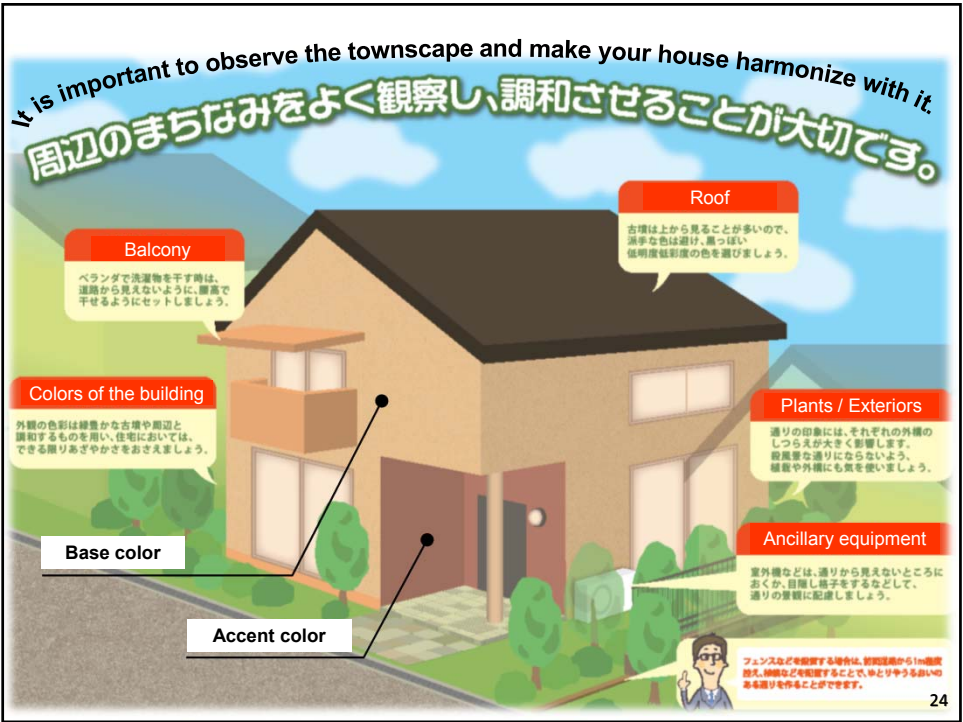 It is important to observe the townscape and make your house harmonize with it.
周辺のまちなみをよく観察し、調和させることが大切です。
Roof
古墳は上から見ることが多いので、
派手な色は避け、黒っぽい
低明度低彩度の色を選びましょう。
Balcony
ベランダで洗濯物を干す時は、
道路から見えないように、腰高で
干せるようにセットしましょう。
Colors of the building
外観の色彩は緑豊かな古墳や周辺と
調和するものを用い、住宅においては、
できる限りあざやかさをおさえましょう。
Plants / Exteriors
通りの印象には、それぞれの外構の
しつらえが大きく影響します。
殺風景な通りにならないよう、
植栽や外構にも気を使いましょう。
Base color
Ancillary equipment
室外機などは、通りから見えないところに
おくか、目隠し格子をするなどして、
通りの景観に配慮しましょう。
Accent color
フェンスなどを設置する場合は、前面道路から1m程度
控え、植栽などを配置することで、ゆとりやうるおいの
ある通りを作ることができます。
24